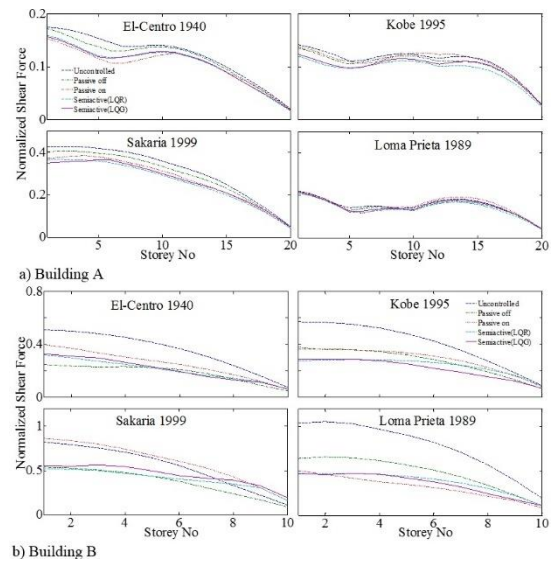 El-Centro 1940
Kobe 1995
0.2
0.1
0
Uncontrolled
Passive off
Passive on
Semiactive(LQR)
Semiactive(LQG)
Normalized Shear Force
Sakaria 1999
Loma Prieta 1989
0.4
0.2
0
5 10 15 20
5 10 15 20
Storey No
Storey No
a) Building A
0.8
El-Centro 1940
Kobe 1995
Uncontrolled
Passive off
Passive on
Semiactive(LQR)
Semiactive(LQG)
0.4
0
Normalized Shear Force
Sakaria 1999
Loma Prieta 1989
1
0.5
0
2 4 6 8 10
2 4 6 8 10
Storey No
Storey No
b) Building B